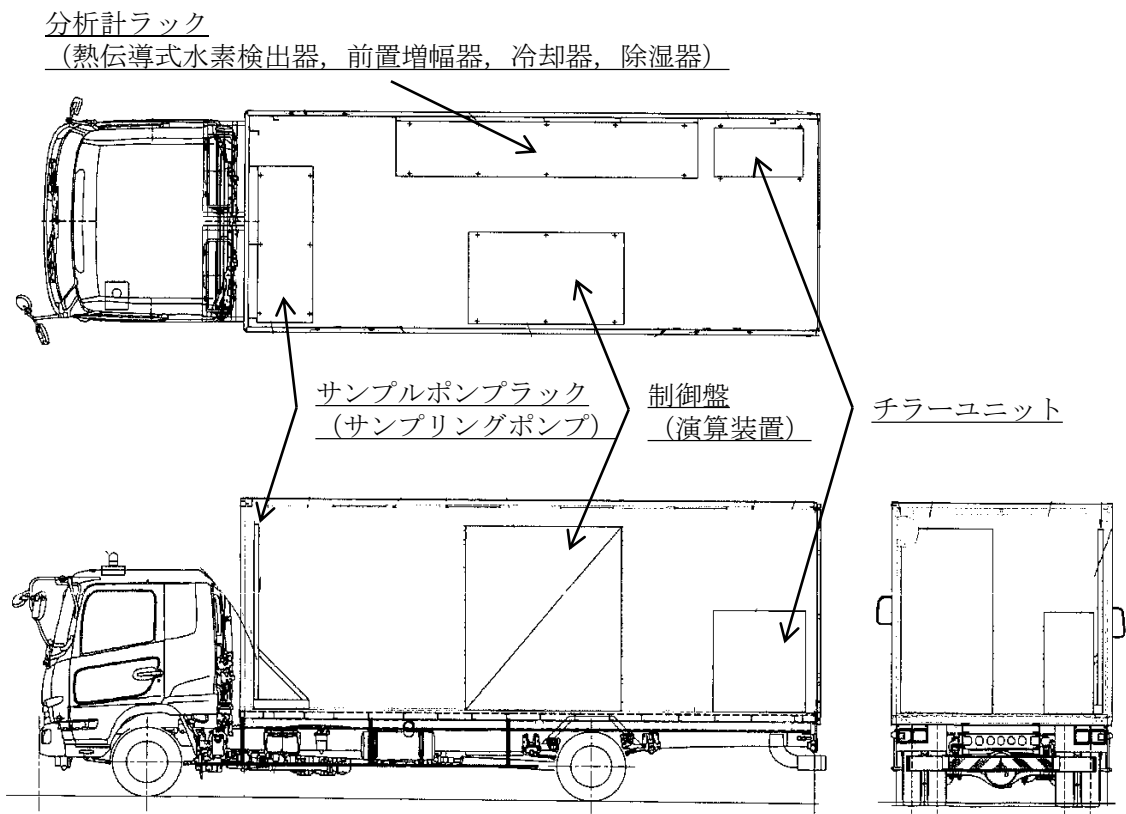 分析計ラック
（熱伝導式水素検出器，前置増幅器，冷却器，除湿器）
サンプルポンプラック
（サンプリングポンプ）
制御盤
（演算装置）
チラーユニット